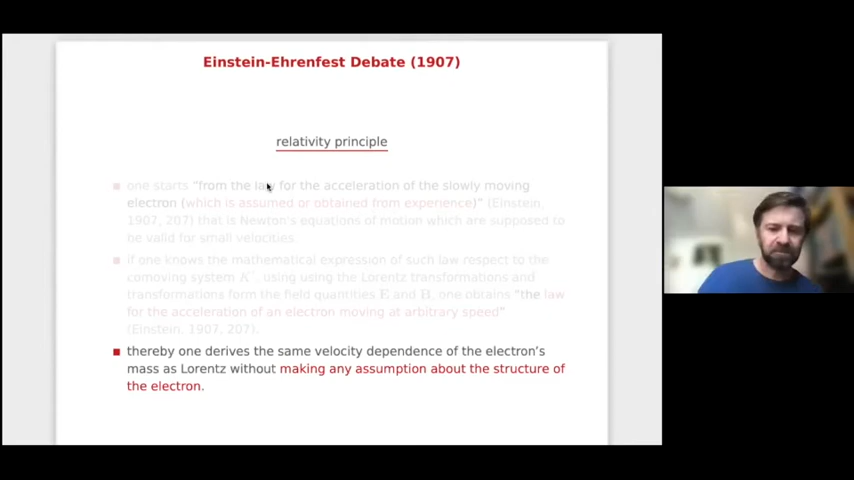 Einstein-Ehrenfest Debate (1907)
relativity principle
one starts "from the law for the acceleration of the slowly moving
electron (which is assumed or obtained from experience)" (Einstein,
1907, 207) that is Newton's equations of motion which are supposed to
be valid for small velocities
if one knows the mathematical expression of such law respect to the
comoving system K′, using using the Lorentz transformations and
transformations form the field quantities E and B, one obtains "the law
for the acceleration of an electron moving at arbitrary speed"
(Einstein, 1907, 207).
thereby one derives the same velocity dependence of the electron's
mass as Lorentz without making any assumption about the structure of
the electron.